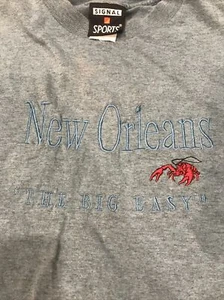 SIGNAL
SPORTS®
New Orleans
"THE BIG EASY"